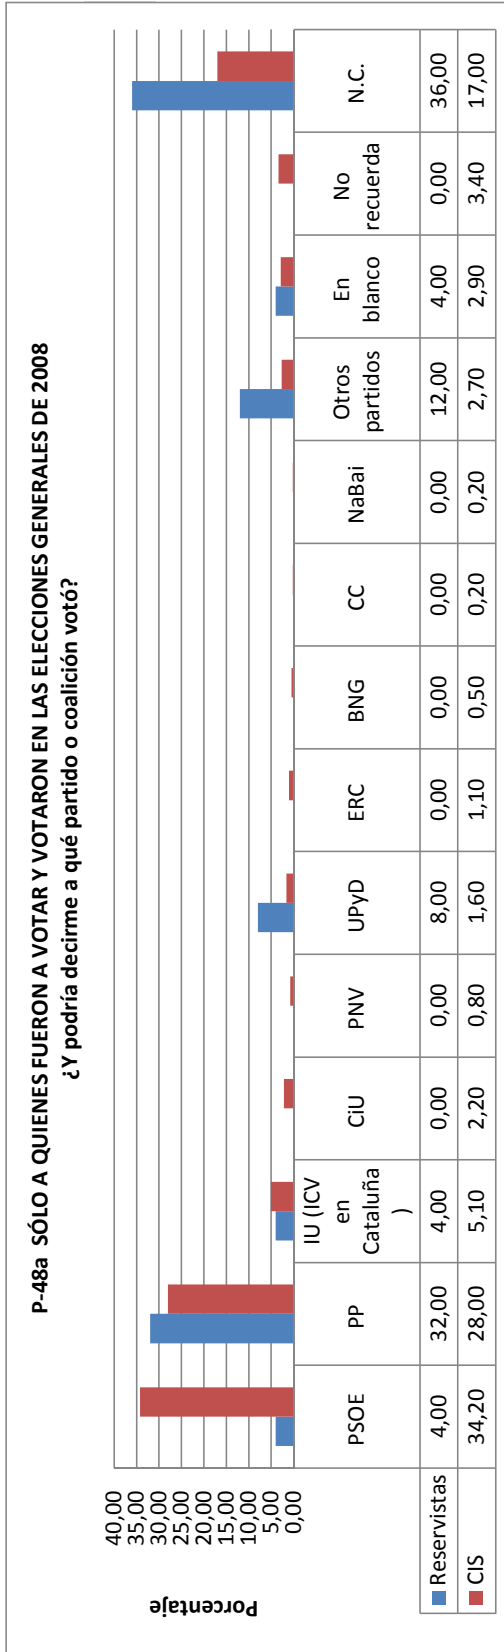 P-48a SÓLO A QUIENES FUERON A VOTAR Y VOTARON EN LAS ELECCIONES GENERALES DE 2008
¿Y podría decirme a qué partido o coalición votó?
Porcentaje
40,00
35,00
30,00
25,00
20,00
15,00
10,00
5,00
0,00
PSOE PP IU (ICV en Cataluña ) CiU PNV UPyD ERC BNG CC NaBai Otros partidos En blanco No recuerda N.C.
Reservistas 4,00 32,00 4,00 0,00 0,00 8,00 0,00 0,00 0,00 0,00 12,00 4,00 0,00 36,00
CIS 34,20 28,00 5,10 2,20 0,80 1,60 1,10 0,50 0,20 0,20 2,70 2,90 3,40 17,00